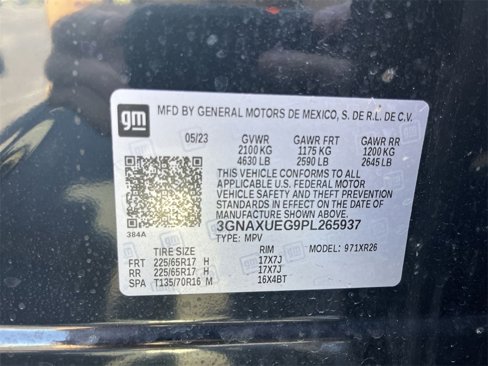 gm MFD BY GENERAL MOTORS DE MEXICO, S. DE R.L. DE C.V.
05/23 GVWR GAWR FRT GAWR RR
2100 KG 1175 KG 1200 KG
4630 LB 2590 LB 2645 LB
THIS VEHICLE CONFORMS TO ALL
APPLICABLE U.S. FEDERAL MOTOR
VEHICLE SAFETY AND THEFT PREVENTION
STANDARDS IN EFFECT ON THE DATE OF
MANUFACTURE SHOWN ABOVE.
3GNAXUEG9PL265937
384A TYPE: MPV MODEL: 971XR26
TIRE SIZE RIM
FRT 225/65R17 H 17X7J
RR 225/65R17 H 17X7J
SPA T135/70R16 M 16X4BT